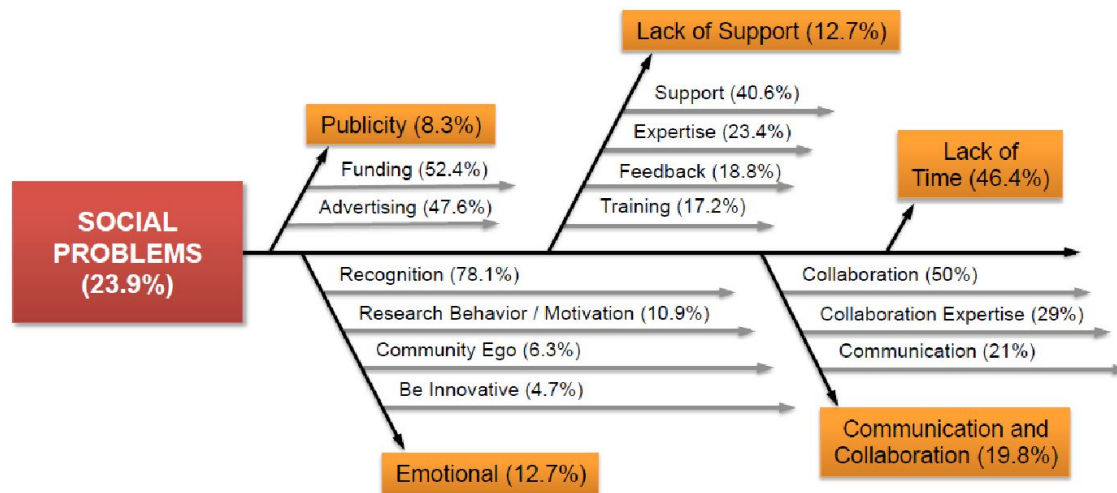 Lack of Support (12.7%)
Support (40.6%)
Expertise (23.4%)
Feedback (18.8%)
Training (17.2%)
Publicity (8.3%)
Funding (52.4%)
Advertising (47.6%)
Lack of
Time (46.4%)
SOCIAL
PROBLEMS
(23.9%)
Recognition (78.1%)
Research Behavior / Motivation (10.9%)
Community Ego (6.3%)
Be Innovative (4.7%)
Emotional (12.7%)
Collaboration (50%)
Collaboration Expertise (29%)
Communication (21%)
Communication and
Collaboration (19.8%)